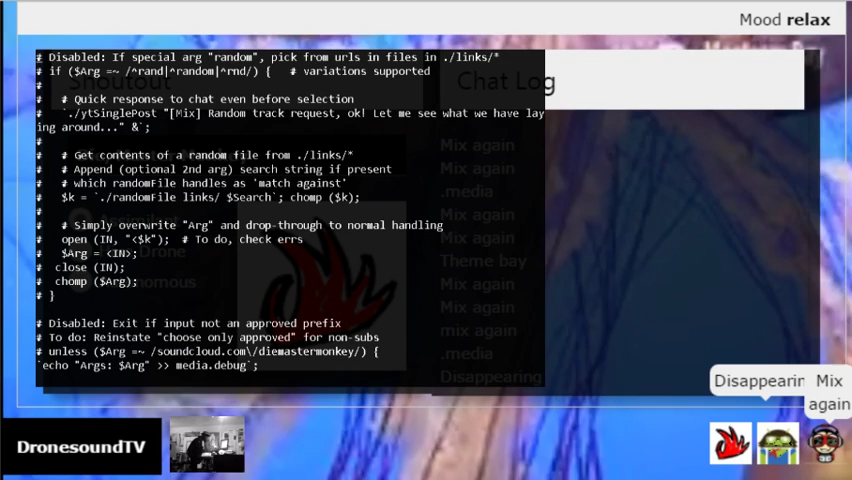 Mood relax
# Disabled: If special arg "random", pick from urls in files in ./links/*
# if ($Arg =~ /^rand|^random|^rnd/) {   # variations supported
#
#   # Quick response to chat even before selection
#   `./ytSinglePost "[Mix] Random track request, ok! Let me see what we have lay
ing around..." &`;
#
#   # Get contents of a random file from ./links/*
#   # Append (optional 2nd arg) search string if present
#   # which randomFile handles as 'match against'
#   $k = `./randomFile links/ $Search`; chomp ($k);
#
#   # Simply overwrite "Arg" and drop-through to normal handling
#   open (IN, "<$k");  # To do, check errs
#   $Arg = <IN>;
#  close (IN);
#  chomp ($Arg);
# }
# Disabled: Exit if input not an approved prefix
# To do: Reinstate "choose only approved" for non-subs
# unless ($Arg =~ /soundcloud.com\/diemastermonkey/) {
`echo "Args: $Arg" >> media.debug`;
Shoutout
Chat Log
Mix again
Mix again
.media
Mix again
Mix again
Theme bay
Mix again
Mix again
mix again
.media
Disappearing
Drone
Disappearin
Mix
again
DronesoundTV